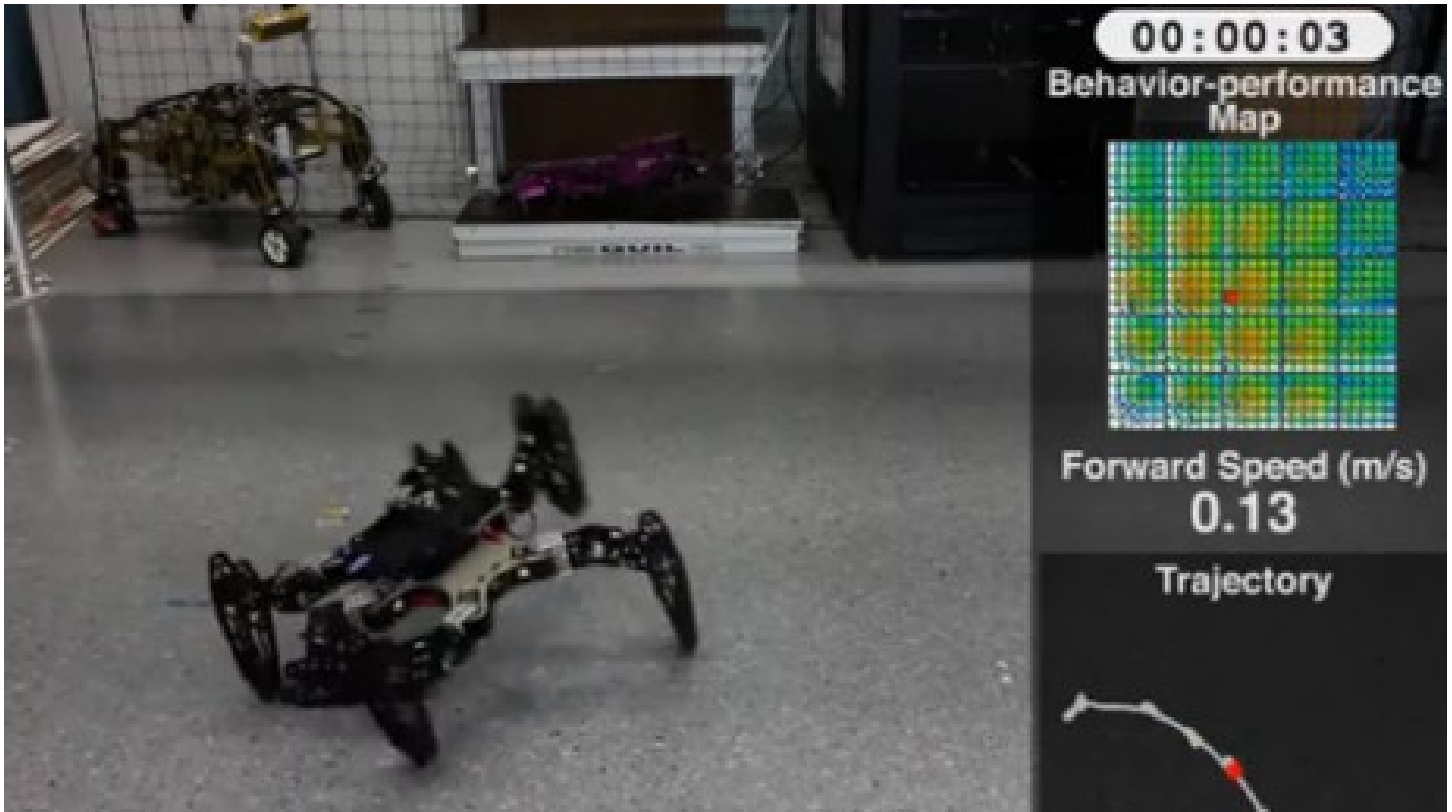 00:00:03
Behavior-performance
Map
Forward Speed (m/s)
0.13
Trajectory